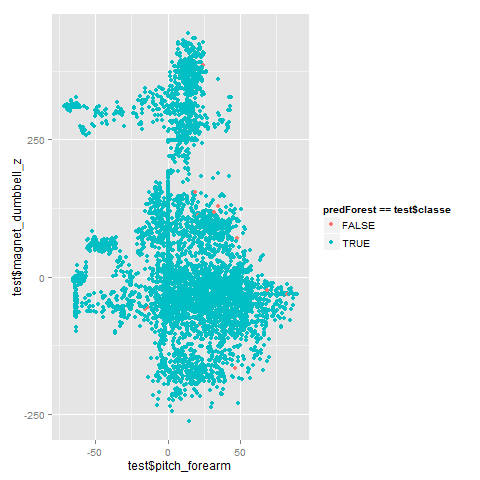 250
0
-250
test$magnet_dumbbell_z
-50
0
50
test$pitch_forearm
predForest == test$classe
FALSE
TRUE